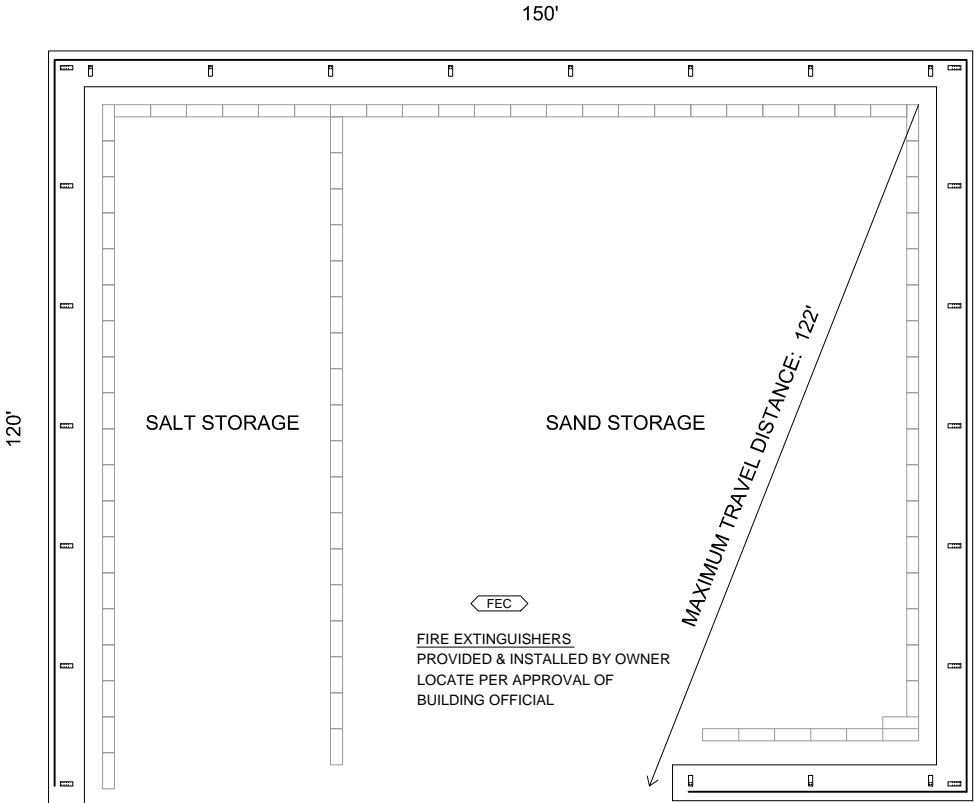 150'
120'
SALT STORAGE
SAND STORAGE
MAXIMUM TRAVEL DISTANCE: 122'
FEC
FIRE EXTINGUISHERS
PROVIDED & INSTALLED BY OWNER
LOCATE PER APPROVAL OF
BUILDING OFFICIAL